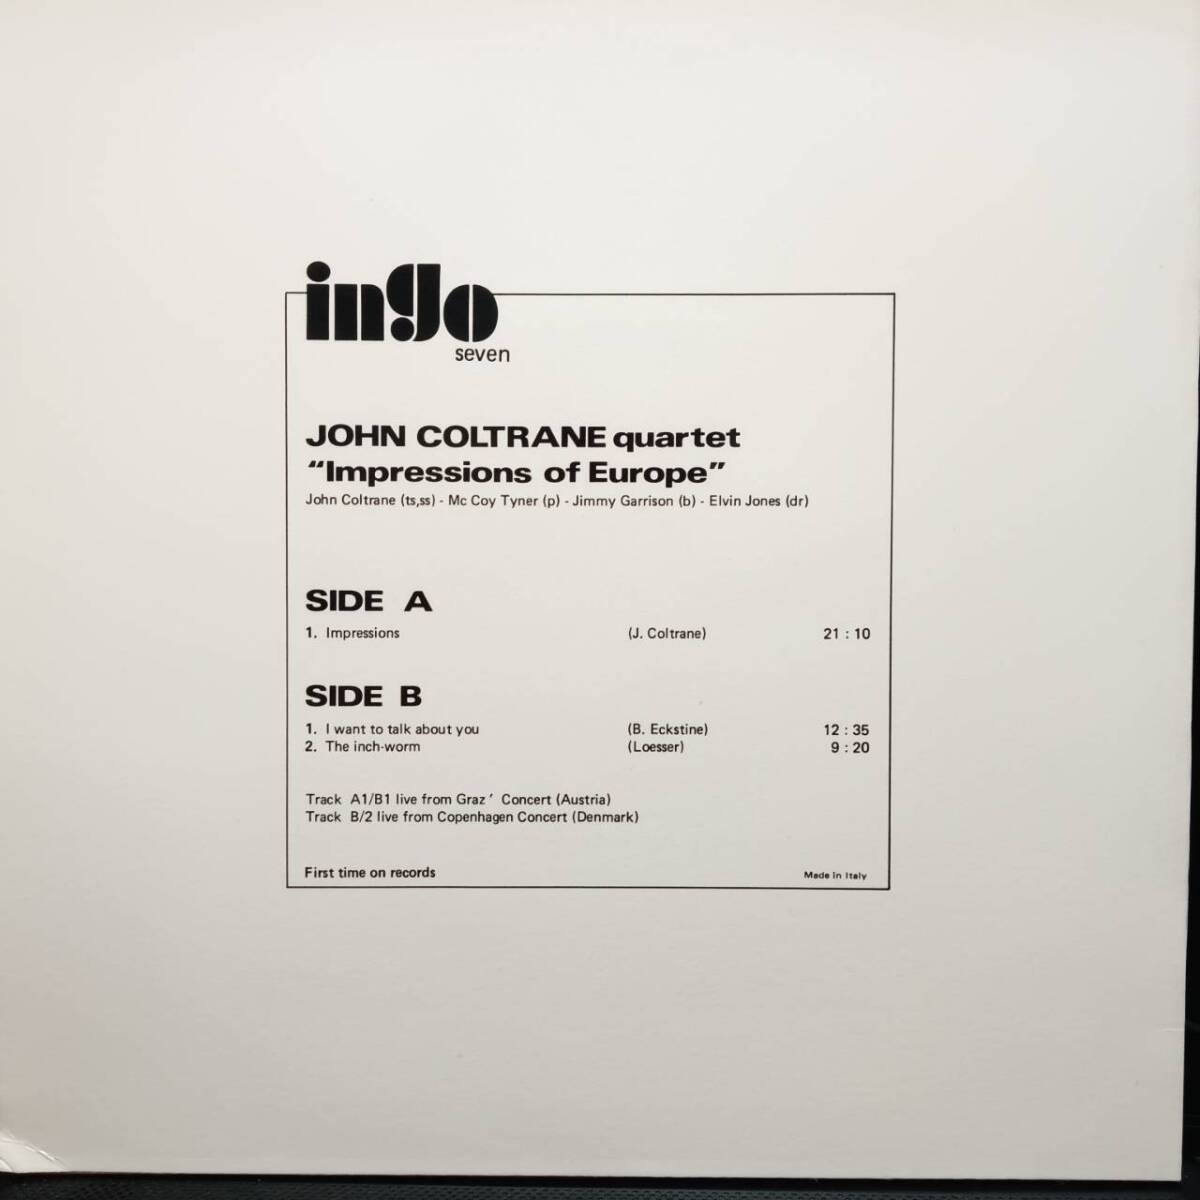 ingo
seven
JOHN COLTRANE quartet
“Impressions of Europe”
John Coltrane (ts,ss) - Mc Coy Tyner (p) - Jimmy Garrison (b) - Elvin Jones (dr)
SIDE A
1. Impressions (J. Coltrane) 21 : 10
SIDE B
1. I want to talk about you (B. Eckstine) 12 : 35
2. The inch-worm (Loesser) 9 : 20
Track A1/B1 live from Graz’ Concert (Austria)
Track B/2 live from Copenhagen Concert (Denmark)
First time on records Made in Italy